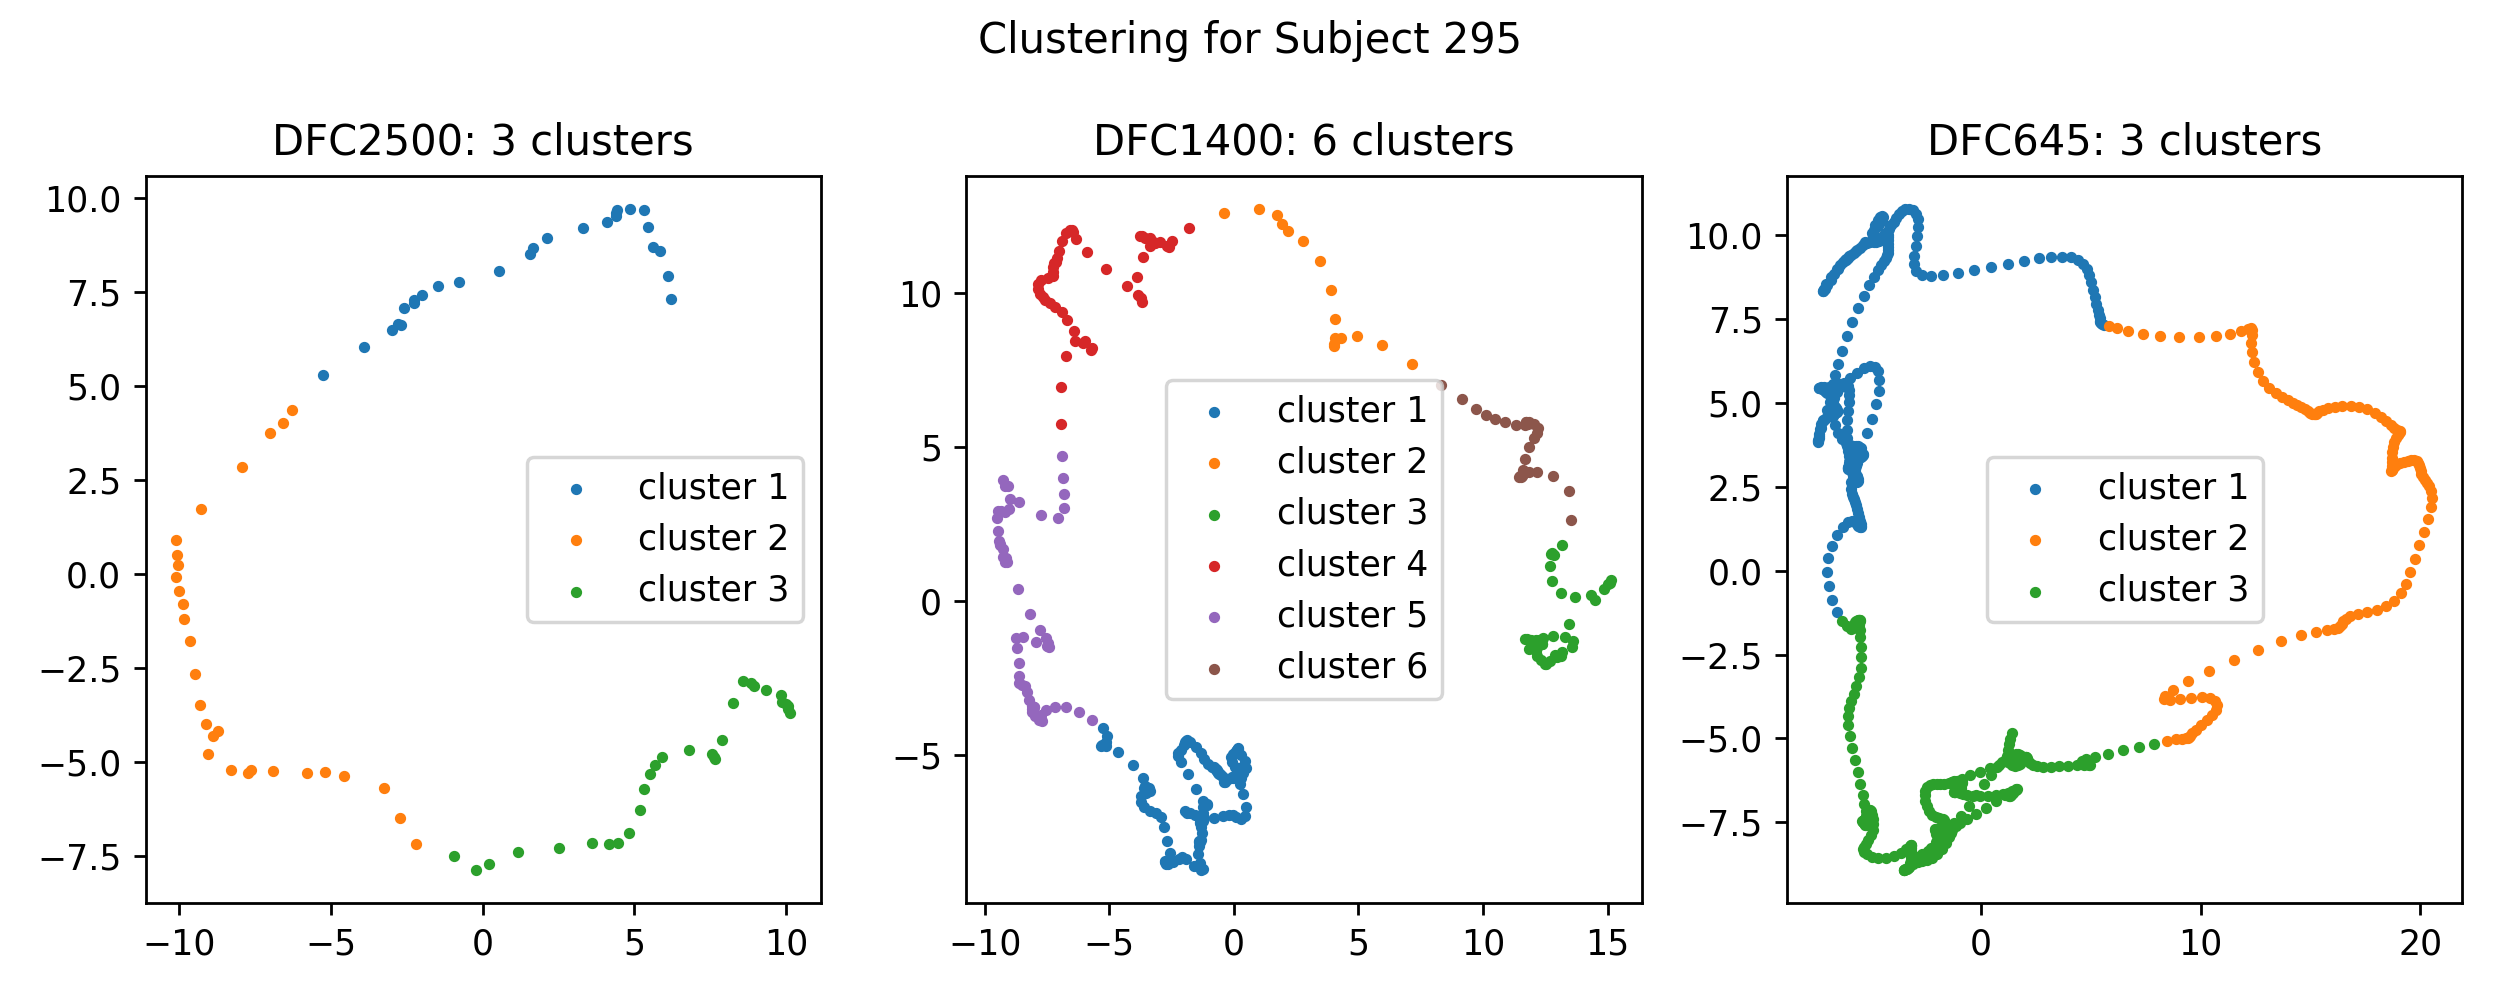 Clustering for Subject 295
DFC2500: 3 clusters
10.0
7.5
5.0
2.5
0.0
−2.5
−5.0
−7.5
−10
−5
0
5
10
cluster 1
cluster 2
cluster 3
DFC1400: 6 clusters
10
5
0
−5
−10
−5
0
5
10
15
cluster 1
cluster 2
cluster 3
cluster 4
cluster 5
cluster 6
DFC645: 3 clusters
10.0
7.5
5.0
2.5
0.0
−2.5
−5.0
−7.5
0
10
20
cluster 1
cluster 2
cluster 3